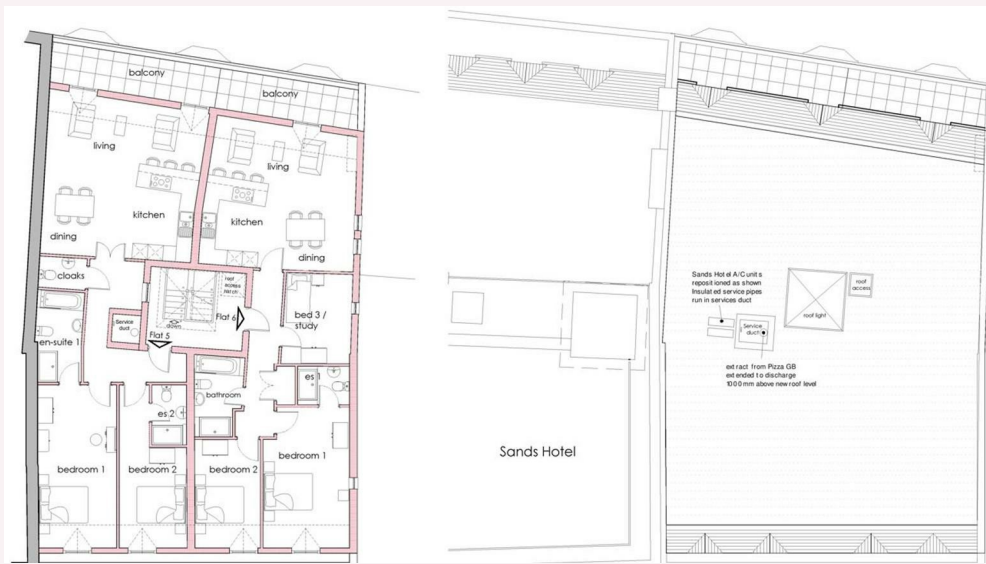 balcony
balcony
living
living
kitchen
kitchen
dining
dining
cloaks
roof
access
Service
duct
down
Flat 6
Flat 5
bed 3 /
study
en-suite 1
es 1
bathroom
es 2
bedroom 1
bedroom 2
bedroom 2
bedroom 1
Sands Hotel
Sands Hotel A/C units
repositioned as shown
Insulated service pipes
run in services duct
roof
access
roof light
Service
duct
extract from Pizza GB
extended to discharge
1000mm above new roof level